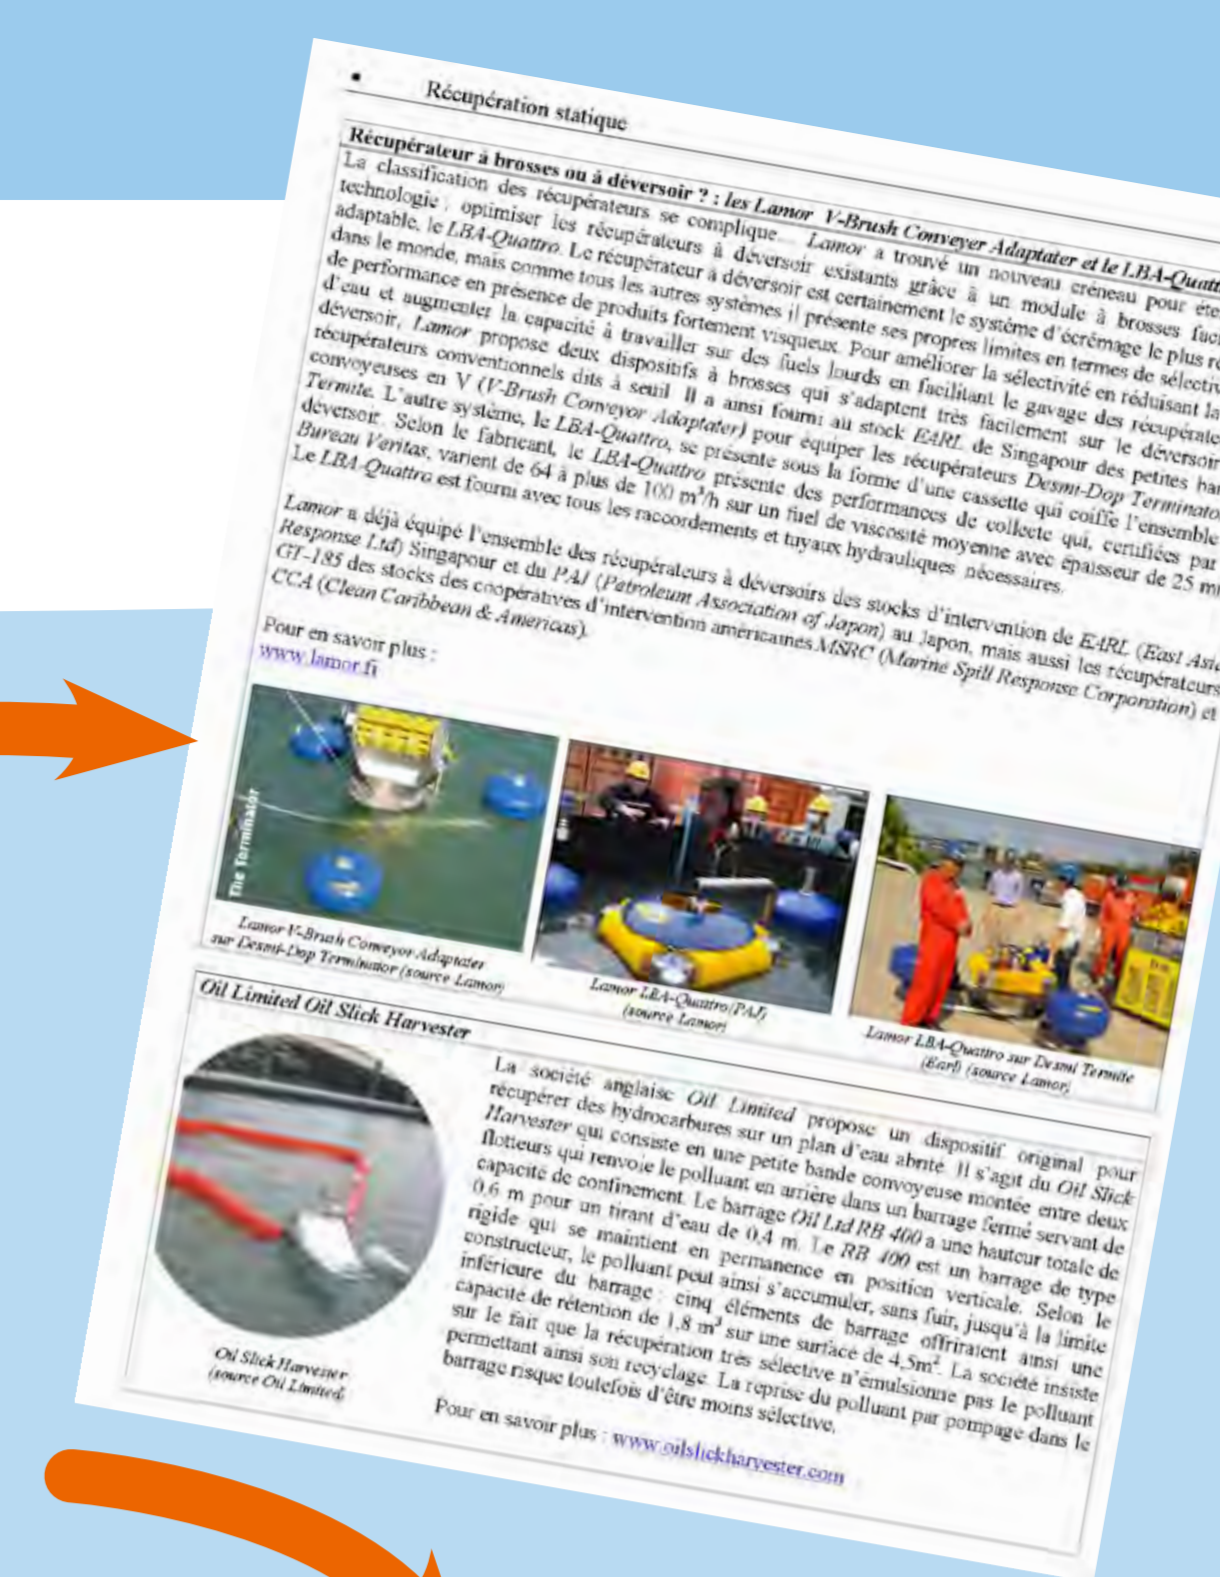 • Récupération statique
Récupérateur à brosses ou à déversoir ? : les Lamor V-Brush Conveyer Adaptater et le LBA-Quatt
La classification des récupérateurs se complique... Lamor a trouvé un nouveau créneau pour
technologie : optimiser les récupérateurs à déversoir existants grâce à un module à brosses
adaptable, le LBA-Quattro. Le récupérateur à déversoir est certainement le système d'écrémage le plus
dans le monde, mais comme tous les autres systèmes il présente ses propres limites en termes de
de performance en présence de produits fortement visqueux. Pour améliorer la sélectivité en réduisant la
d'eau et augmenter la capacité à travailler sur des fuels lourds en facilitant le gavage des
déversoir, Lamor propose deux dispositifs à brosses qui s'adaptent très facilement sur le déversoir
récupérateurs conventionnels dits à seuil. Il a ainsi fourni au stock EARL de Singapour des petites
convoyeuses en V (V-Brush Conveyor Adaptater) pour équiper les récupérateurs Desmi-Dop Terminato
Termite. L'autre système, le LBA-Quattro, se présente sous la forme d'une cassette qui coiffe l'ensemble
déversoir. Selon le fabricant, le LBA-Quattro présente des performances de collecte qui, certifiées par
Bureau Veritas, varient de 64 à plus de 100 m³/h sur un fuel de viscosité moyenne avec épaisseur de 25 m
Le LBA-Quattro est fourni avec tous les raccordements et tuyaux hydrauliques nécessaires.
Lamor a déjà équipé l'ensemble des récupérateurs à déversoirs des stocks d'intervention de EARL (East Asi
Response Ltd) Singapour et du PAJ (Petroleum Association of Japon) au Japon, mais aussi les récupérateurs
GT-185 des stocks des coopératives d'intervention américaines MSRC (Marine Spill Response Corporation) et
CCA (Clean Caribbean & Americas).
Pour en savoir plus :
www.lamor.fi
The Terminator
Lamor V-Brush Conveyor Adaptater
sur Desmi-Dop Terminator (source Lamor)
Lamor LBA-Quattro(PAJ)
(source Lamor)
Lamor LBA-Quattro sur Desmi Termite
(Earl) (source Lamor)
Oil Limited Oil Slick Harvester
La société anglaise Oil Limited propose un dispositif original pour
récupérer des hydrocarbures sur un plan d'eau abrité. Il s'agit du Oil Slick
Harvester qui consiste en une petite bande convoyeuse montée entre deux
flotteurs qui renvoie le polluant en arrière dans un barrage fermé servant de
capacité de confinement. Le barrage Oil Ltd RB 400 a une hauteur totale de
0,6 m pour un tirant d'eau de 0,4 m. Le RB 400 est un barrage de type
rigide qui se maintient en permanence en position verticale. Selon le
constructeur, le polluant peut ainsi s'accumuler, sans fuir, jusqu'à la limite
inférieure du barrage : cinq éléments de barrage offriraient ainsi une
capacité de rétention de 1,8 m³ sur une surface de 4,5m². La société insiste
sur le fait que la récupération très sélective n'émulsionne pas le polluant
permettant ainsi son recyclage. La reprise du polluant par pompage dans le
barrage risque toutefois d'être moins sélective.
Oil Slick Harvester
(source Oil Limited)
Pour en savoir plus : www.oilslickharvester.com